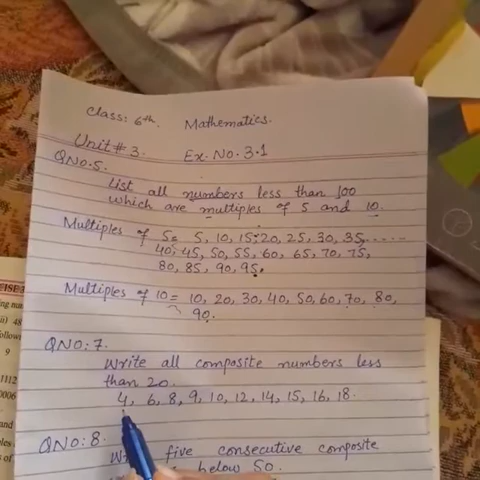 Class: 6th. Mathematics.
Unit # 3. Ex. No. 3.1
QNO.5.
List all numbers less than 100
which are multiples of 5 and 10.
Multiples of 5= 5, 10, 15, 20, 25, 30, 35,.....
40, 45, 50, 55, 60, 65, 70, 75,
80, 85, 90, 95.
Multiples of 10 = 10, 20, 30, 40, 50, 60, 70, 80,
90.
QNO:7.
Write all composite numbers less
than 20.
4, 6, 8, 9, 10, 12, 14, 15, 16, 18.
QNO:8.
five consecutive composite
below 50.